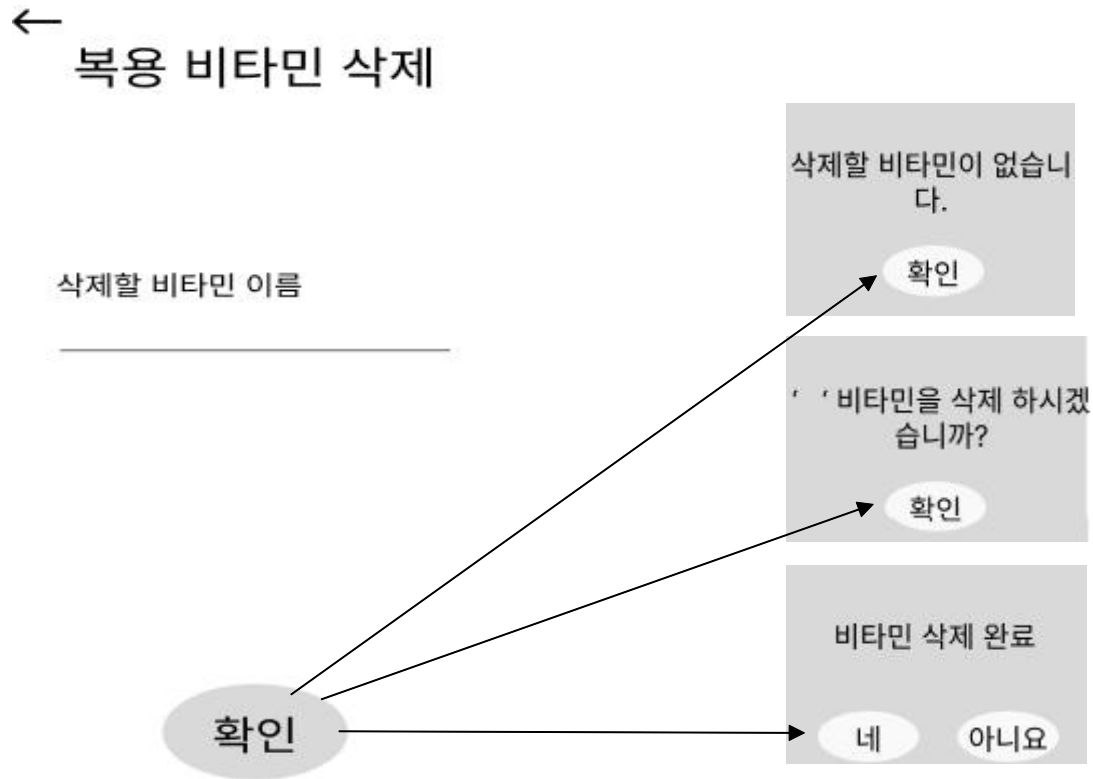 복용 비타민 삭제
삭제할 비타민이 없습니
다.
확인
삭제할 비타민 이름
‘ ‘ 비타민을 삭제 하시겠
습니까?
확인
비타민 삭제 완료
네 아니요
확인